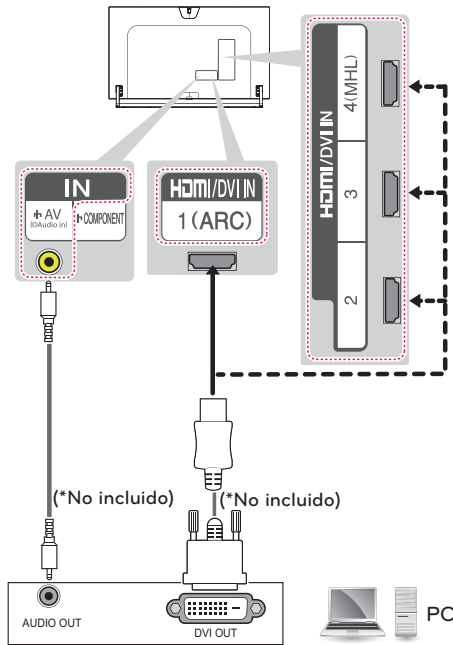 HDMI/DVI IN
4(MHL)
3
2
IN
AV
(Audio in)
COMPONENT
HDMI/DVI IN
1(ARC)
(*No incluido)
(*No incluido)
AUDIO OUT
DVI OUT
PC